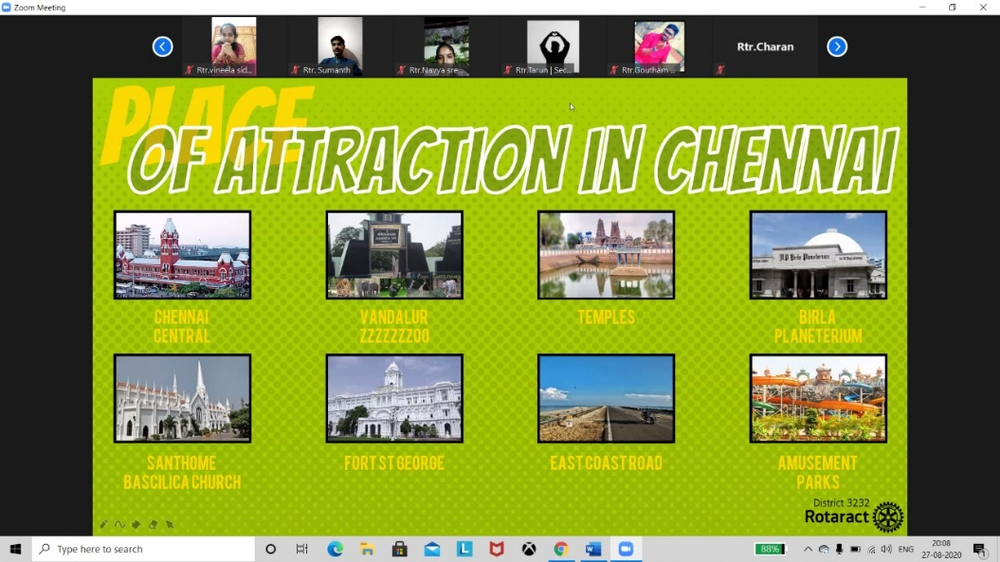 Zoom Meeting
Rtr.vineela sid...
Rtr. Sumanth
Rtr.Navya sre...
Rtr.Tarun | Sec...
Rtr.Goutham ...
Rtr.Charan
PLACE
OF ATTRACTION IN CHENNAI
CHENNAI
CENTRAL
VANDALUR
ZZZZZZZOO
TEMPLES
BIRLA
PLANETERIUM
SANTHOME
BASCILICA CHURCH
FORT ST GEORGE
EAST COAST ROAD
AMUSEMENT
PARKS
District 3232
Rotaract
Type here to search
88%
ENG
20:08
27-08-2020